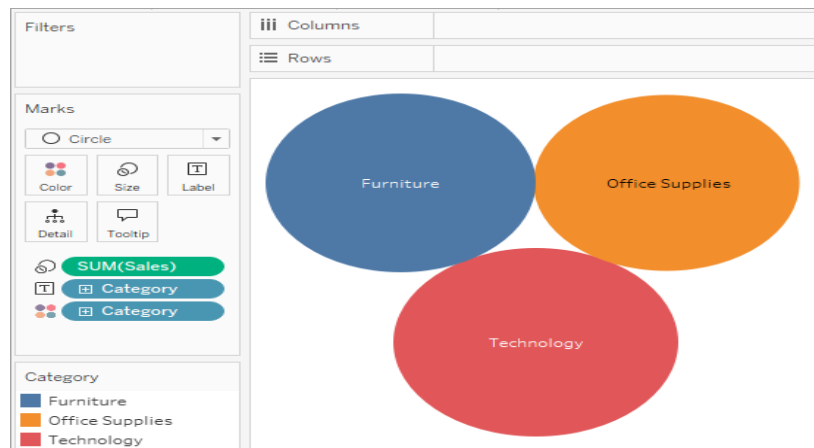 Filters
Columns
Rows
Marks
Circle
Color Size Label
Detail Tooltip
SUM(Sales)
Category
Category
Furniture
Office Supplies
Technology
Category
Furniture
Office Supplies
Technology